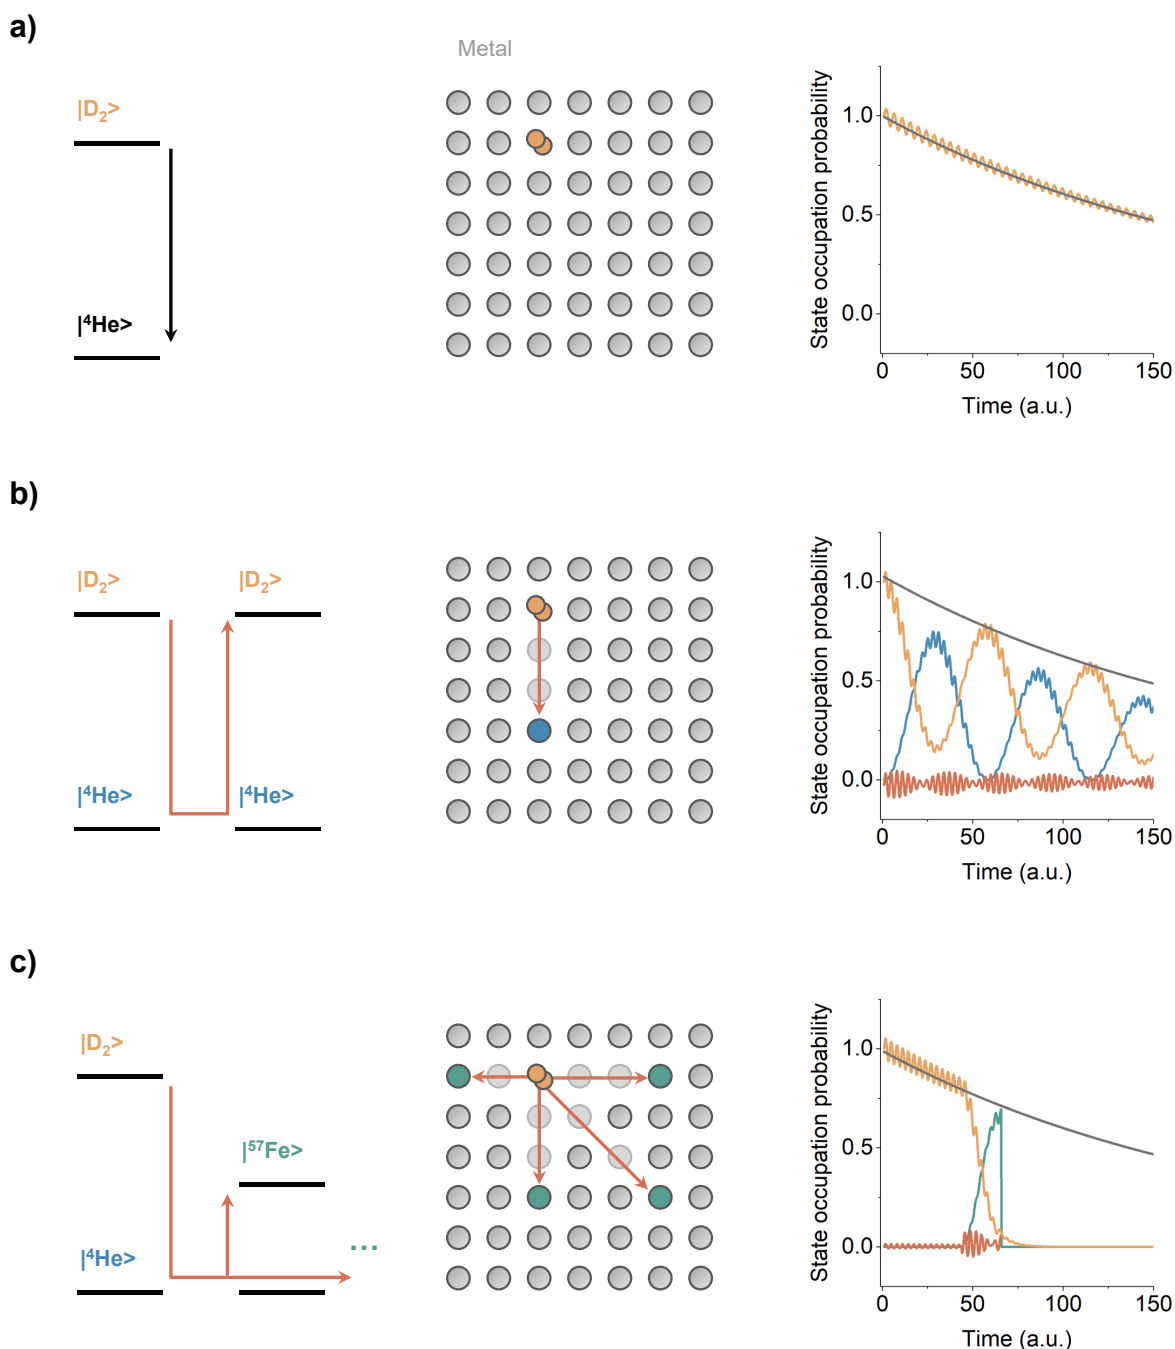 a)
Metal
|D₂>
|⁴He>
State occupation probability
1.0
0.5
0.0
0 50 100 150
Time (a.u.)
b)
|D₂> |D₂>
|⁴He> |⁴He>
State occupation probability
1.0
0.5
0.0
0 50 100 150
Time (a.u.)
c)
|D₂>
|⁵⁷Fe>
|⁴He> ...
State occupation probability
1.0
0.5
0.0
0 50 100 150
Time (a.u.)